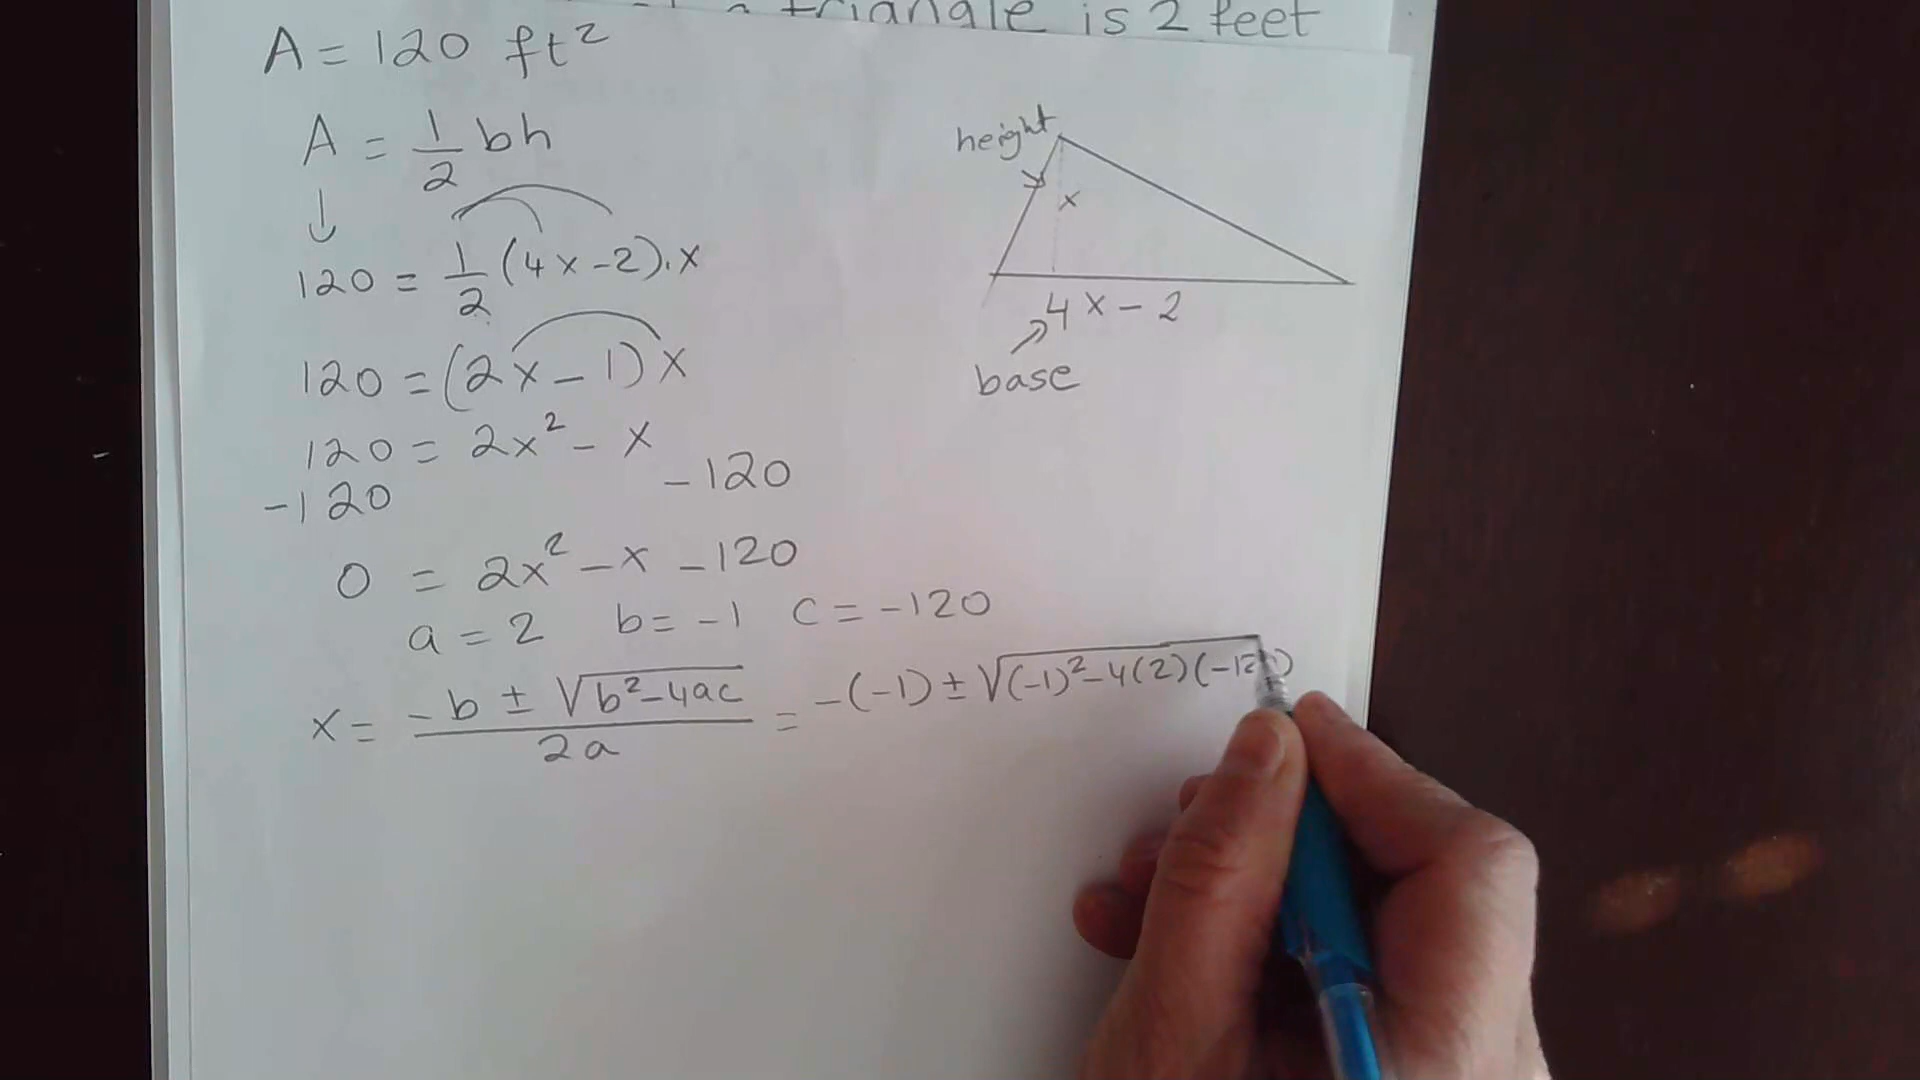 triangle is 2 feet
A = 120 ft²
A = 1/2 bh
↓
120 = 1/2 (4x - 2).x
120 = (2x - 1) x
120 = 2x² - x
-120 - 120
0 = 2x² - x - 120
a = 2 b = -1 c = -120
x = -b ± √b²-4ac / 2a = -(-1) ± √(-1)²-4(2)(-120)
height
x
4x - 2
base